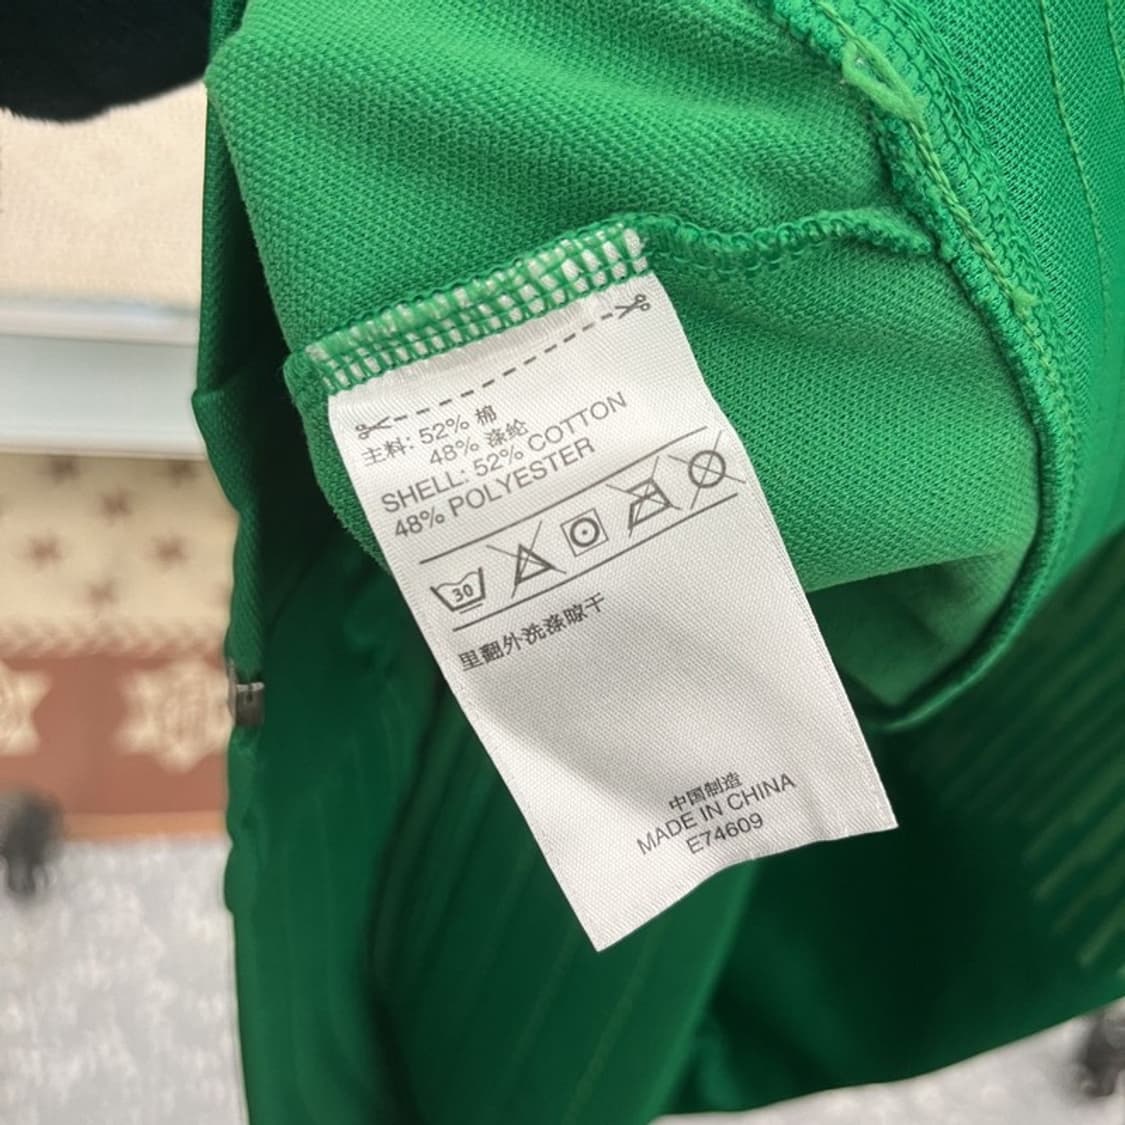 主料: 52% 棉
48% 涤纶
SHELL: 52% COTTON
48% POLYESTER
30
里翻外洗涤晾干
中国制造
MADE IN CHINA
E74609